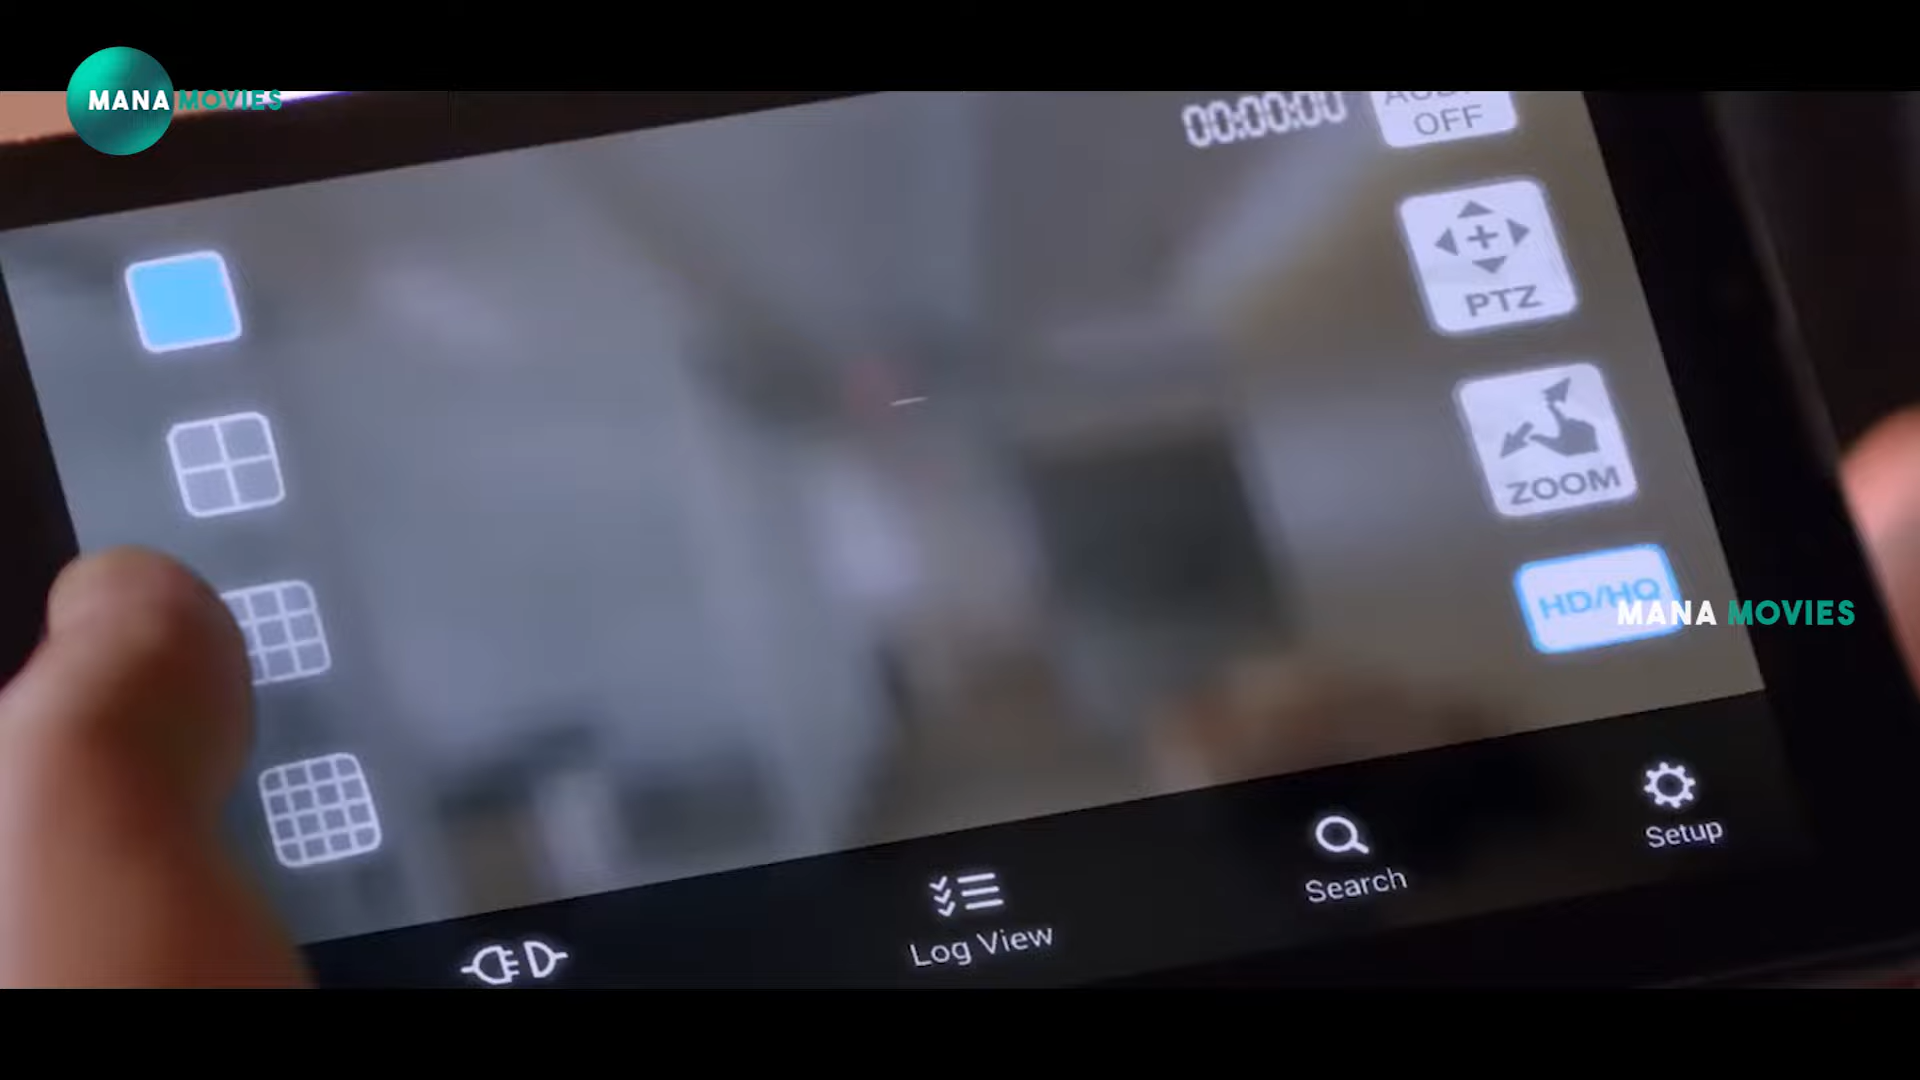 MANA MOVIES
00:00:00
OFF
PTZ
ZOOM
HD/HQ
MANA MOVIES
Setup
Search
Log View